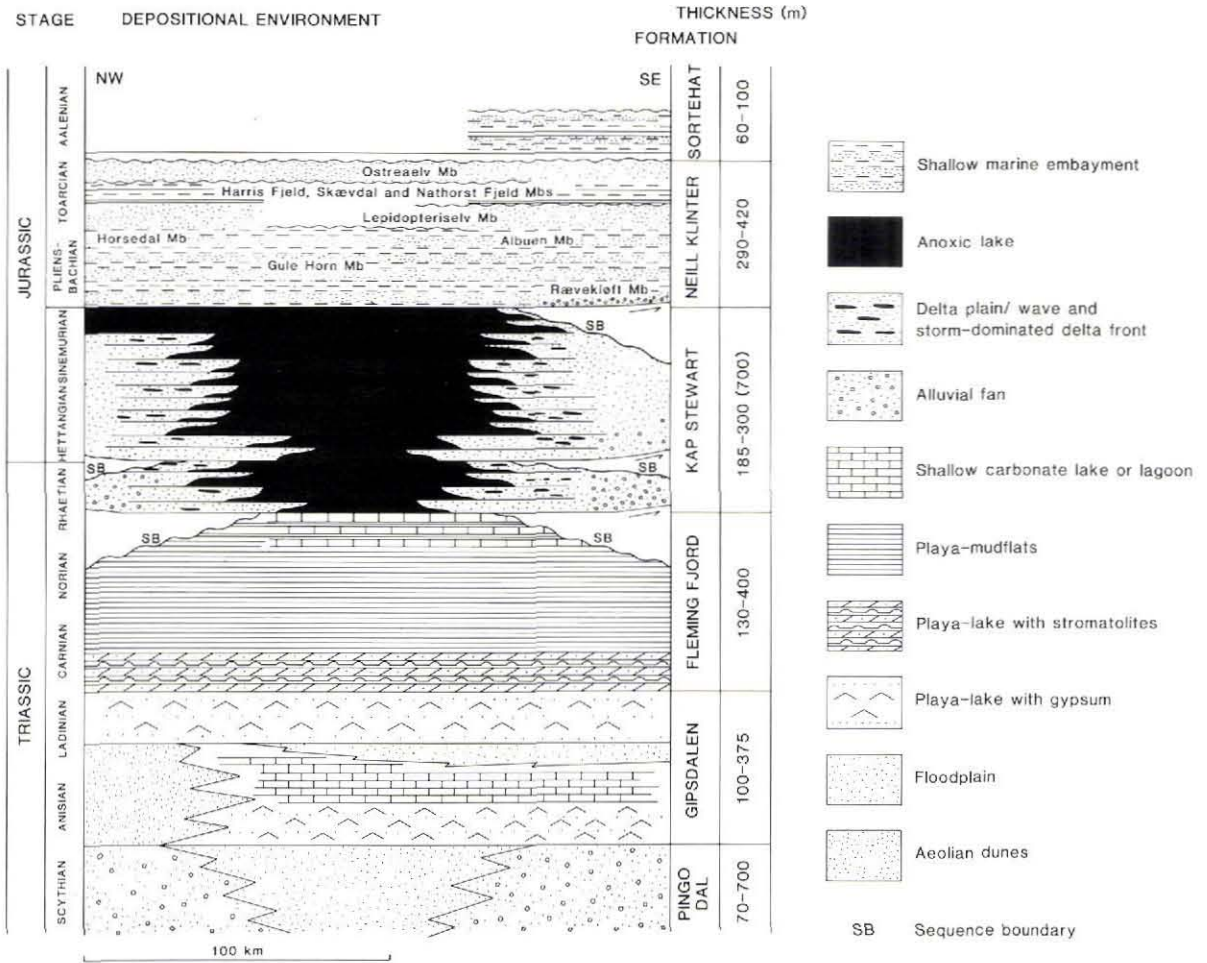 STAGE
DEPOSITIONAL ENVIRONMENT
THICKNESS (m)
FORMATION
NW
SE
JURASSIC
TRIASSIC
AALENIAN
TOARCIAN
PLIENS-
BACHIAN
SINEMURIAN
HETTANGIAN
RHAETIAN
NORIAN
CARNIAN
LADINIAN
ANISIAN
SCYTHIAN
Ostreaelv Mb
Harris Fjeld, Skævdal and Nathorst Fjeld Mbs
Lepidopteriselv Mb
Horsedal Mb
Albuen Mb
Gule Horn Mb
Rævekløft Mb
SB
SB
SB
SB
SB
SORTEHAT
NEILL KLINTER
KAP STEWART
FLEMING FJORD
GIPSDALEN
PINGO
DAL
60-100
290-420
185-300 (700)
130-400
100-375
70-700
100 km
Shallow marine embayment
Anoxic lake
Delta plain/ wave and
storm-dominated delta front
Alluvial fan
Shallow carbonate lake or lagoon
Playa-mudflats
Playa-lake with stromatolites
Playa-lake with gypsum
Floodplain
Aeolian dunes
SB Sequence boundary